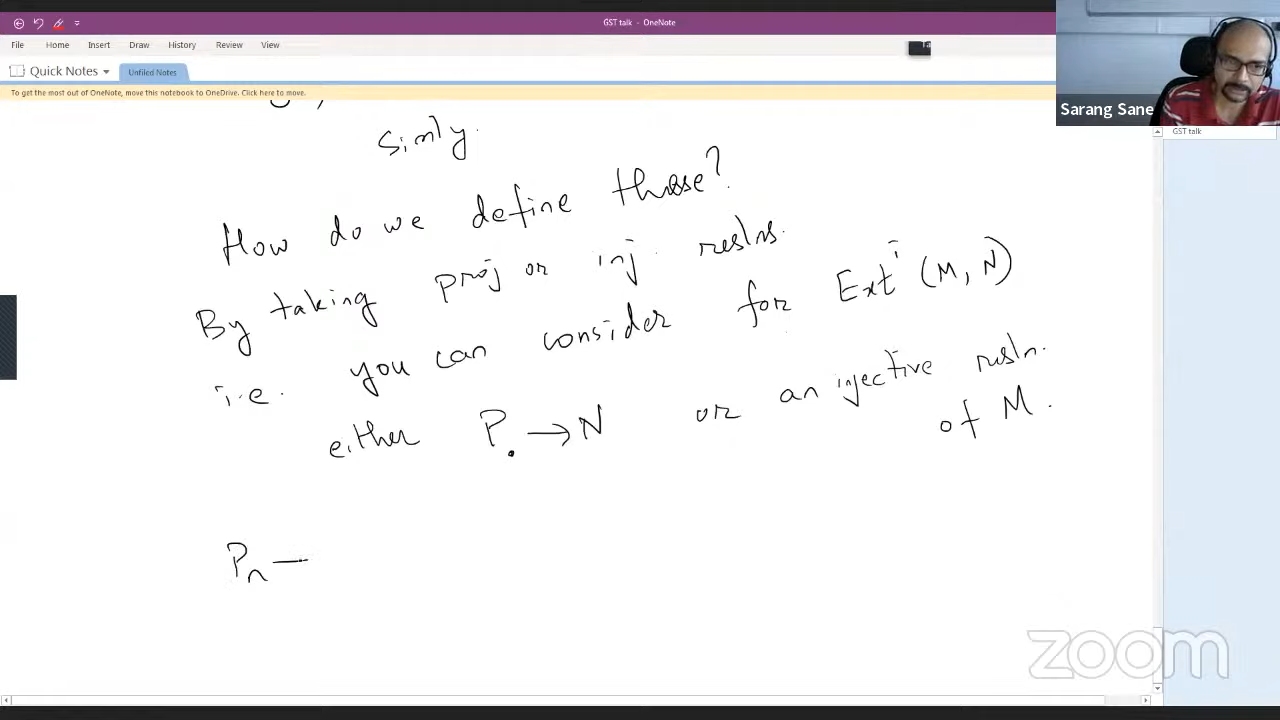 GST talk - OneNote
File Home Insert Draw History Review View
Quick Notes Unfiled Notes
To get the most out of OneNote, move this notebook to OneDrive. Click here to move.
Sarang Sane
GST talk
simly.
How do we define these?
By taking proj or inj. reslns.
i.e. you can consider for Ext^i (M, N)
either P. → N or an injective resln.
of M.
P_n —
zoom